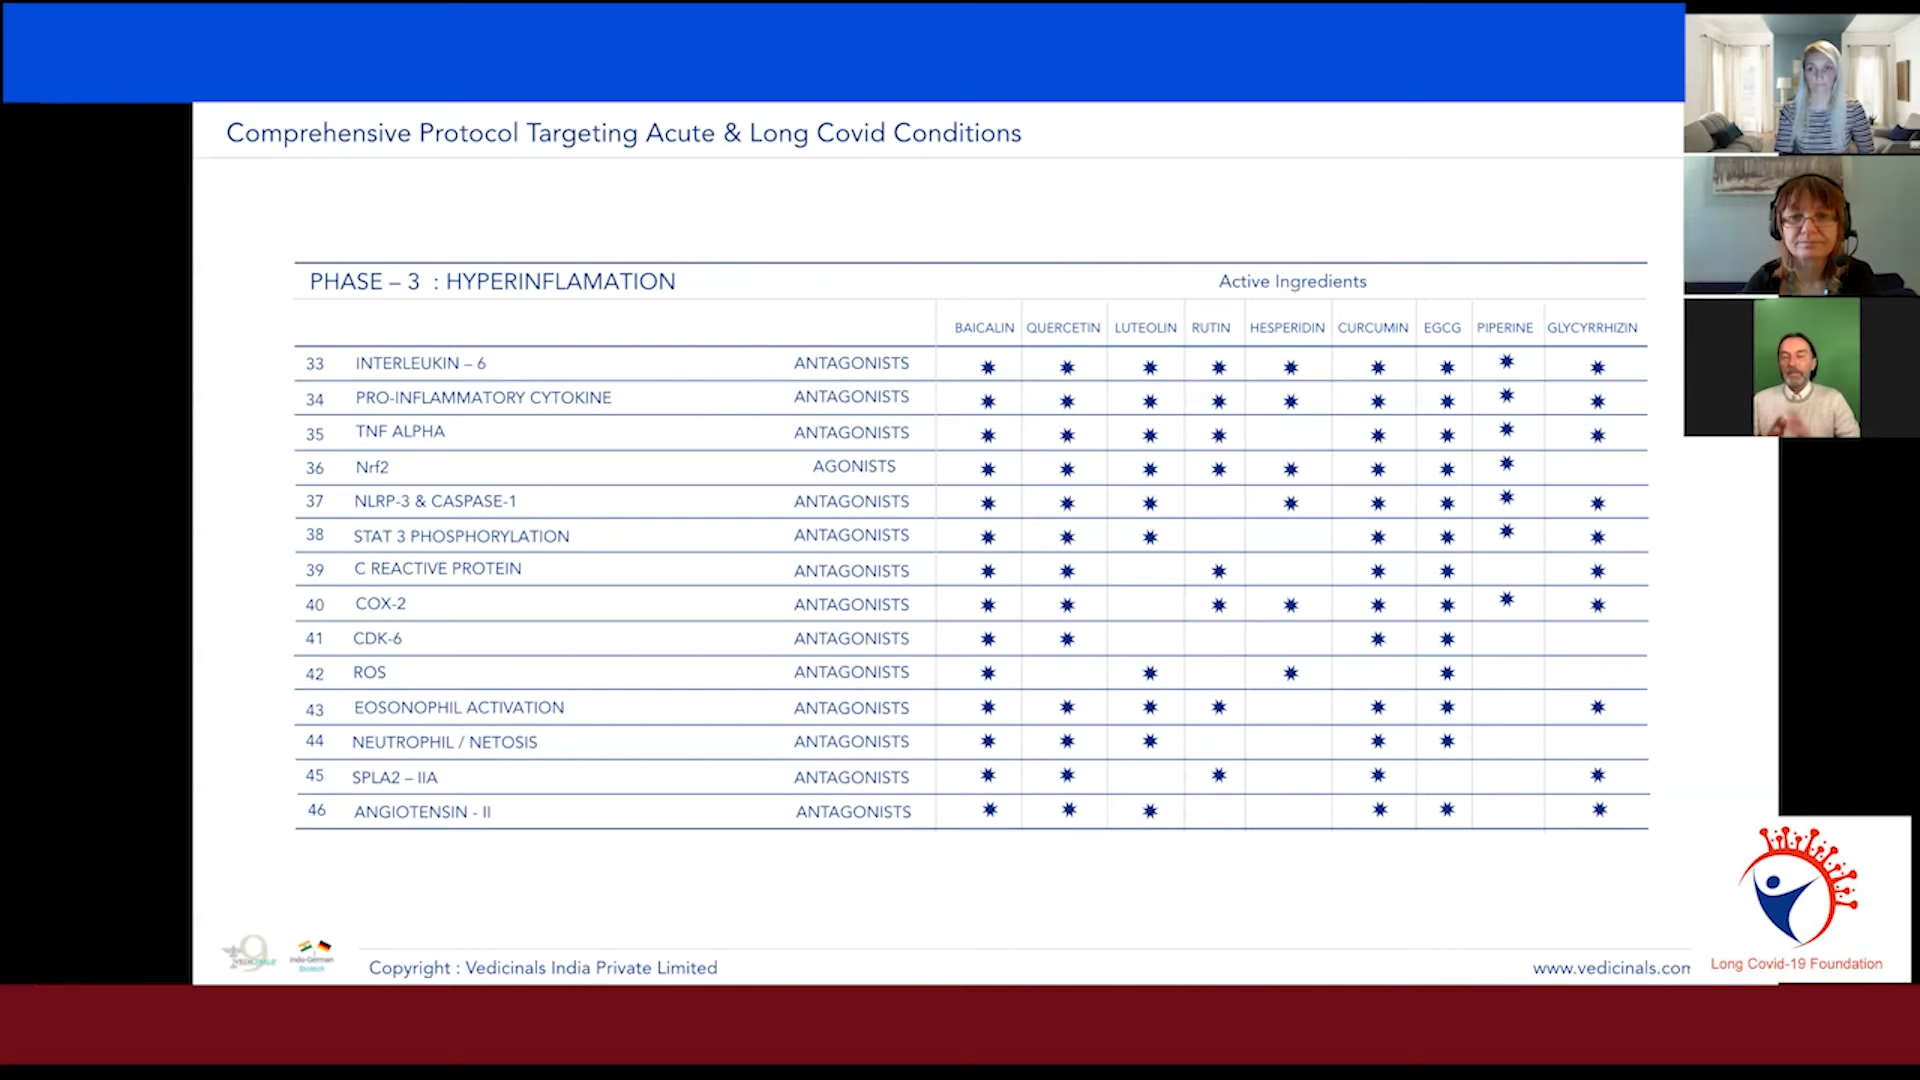 Comprehensive Protocol Targeting Acute & Long Covid Conditions
PHASE – 3 : HYPERINFLAMATION Active Ingredients
BAICALIN QUERCETIN LUTEOLIN RUTIN HESPERIDIN CURCUMIN EGCG PIPERINE GLYCYRRHIZIN
33 INTERLEUKIN – 6 ANTAGONISTS ✷ ✷ ✷ ✷ ✷ ✷ ✷ ✷ ✷
34 PRO-INFLAMMATORY CYTOKINE ANTAGONISTS ✷ ✷ ✷ ✷ ✷ ✷ ✷ ✷ ✷
35 TNF ALPHA ANTAGONISTS ✷ ✷ ✷ ✷ ✷ ✷ ✷ ✷
36 Nrf2 AGONISTS ✷ ✷ ✷ ✷ ✷ ✷ ✷ ✷
37 NLRP-3 & CASPASE-1 ANTAGONISTS ✷ ✷ ✷ ✷ ✷ ✷ ✷ ✷
38 STAT 3 PHOSPHORYLATION ANTAGONISTS ✷ ✷ ✷ ✷ ✷ ✷ ✷
39 C REACTIVE PROTEIN ANTAGONISTS ✷ ✷ ✷ ✷ ✷ ✷
40 COX-2 ANTAGONISTS ✷ ✷ ✷ ✷ ✷ ✷ ✷ ✷
41 CDK-6 ANTAGONISTS ✷ ✷ ✷ ✷
42 ROS ANTAGONISTS ✷ ✷ ✷ ✷
43 EOSONOPHIL ACTIVATION ANTAGONISTS ✷ ✷ ✷ ✷ ✷ ✷ ✷
44 NEUTROPHIL / NETOSIS ANTAGONISTS ✷ ✷ ✷ ✷ ✷
45 SPLA2 – IIA ANTAGONISTS ✷ ✷ ✷ ✷ ✷
46 ANGIOTENSIN - II ANTAGONISTS ✷ ✷ ✷ ✷ ✷ ✷
9
Indo-German
Biotech
Copyright : Vedicinals India Private Limited
www.vedicinals.com
Long Covid-19 Foundation